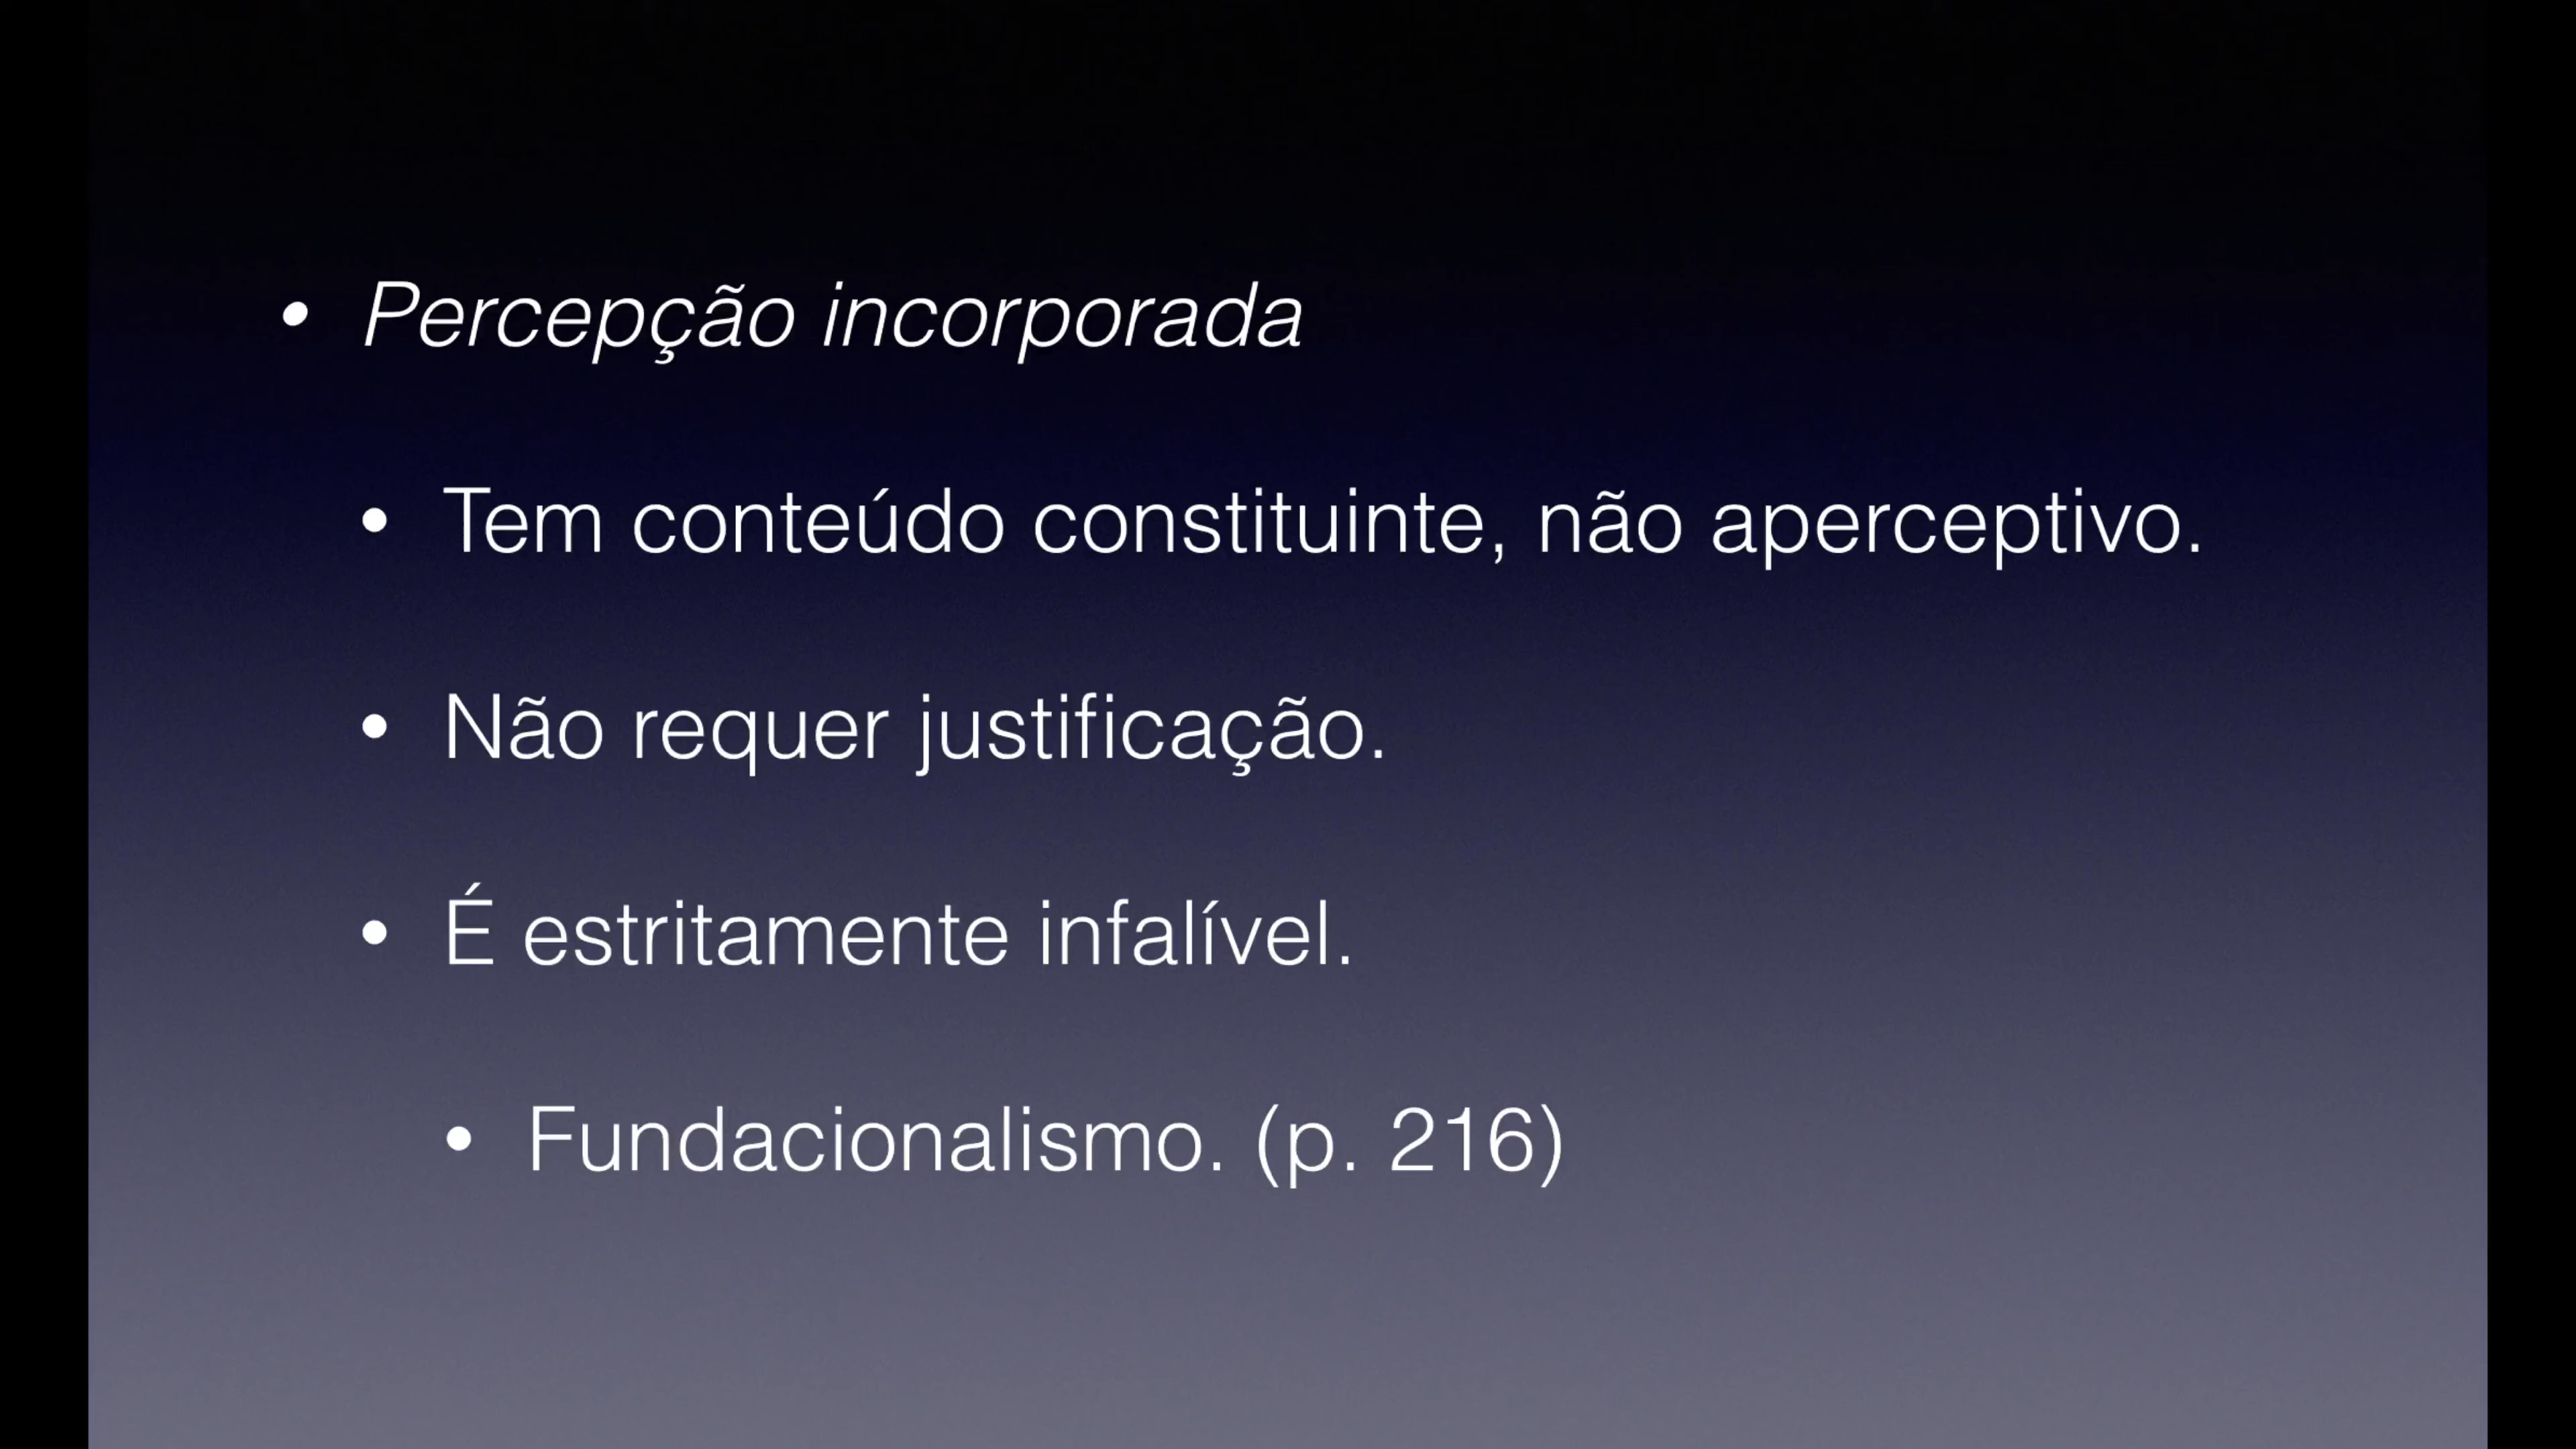 • Percepção incorporada
• Tem conteúdo constituinte, não aperceptivo.
• Não requer justificação.
• É estritamente infalível.
• Fundacionalismo. (p. 216)